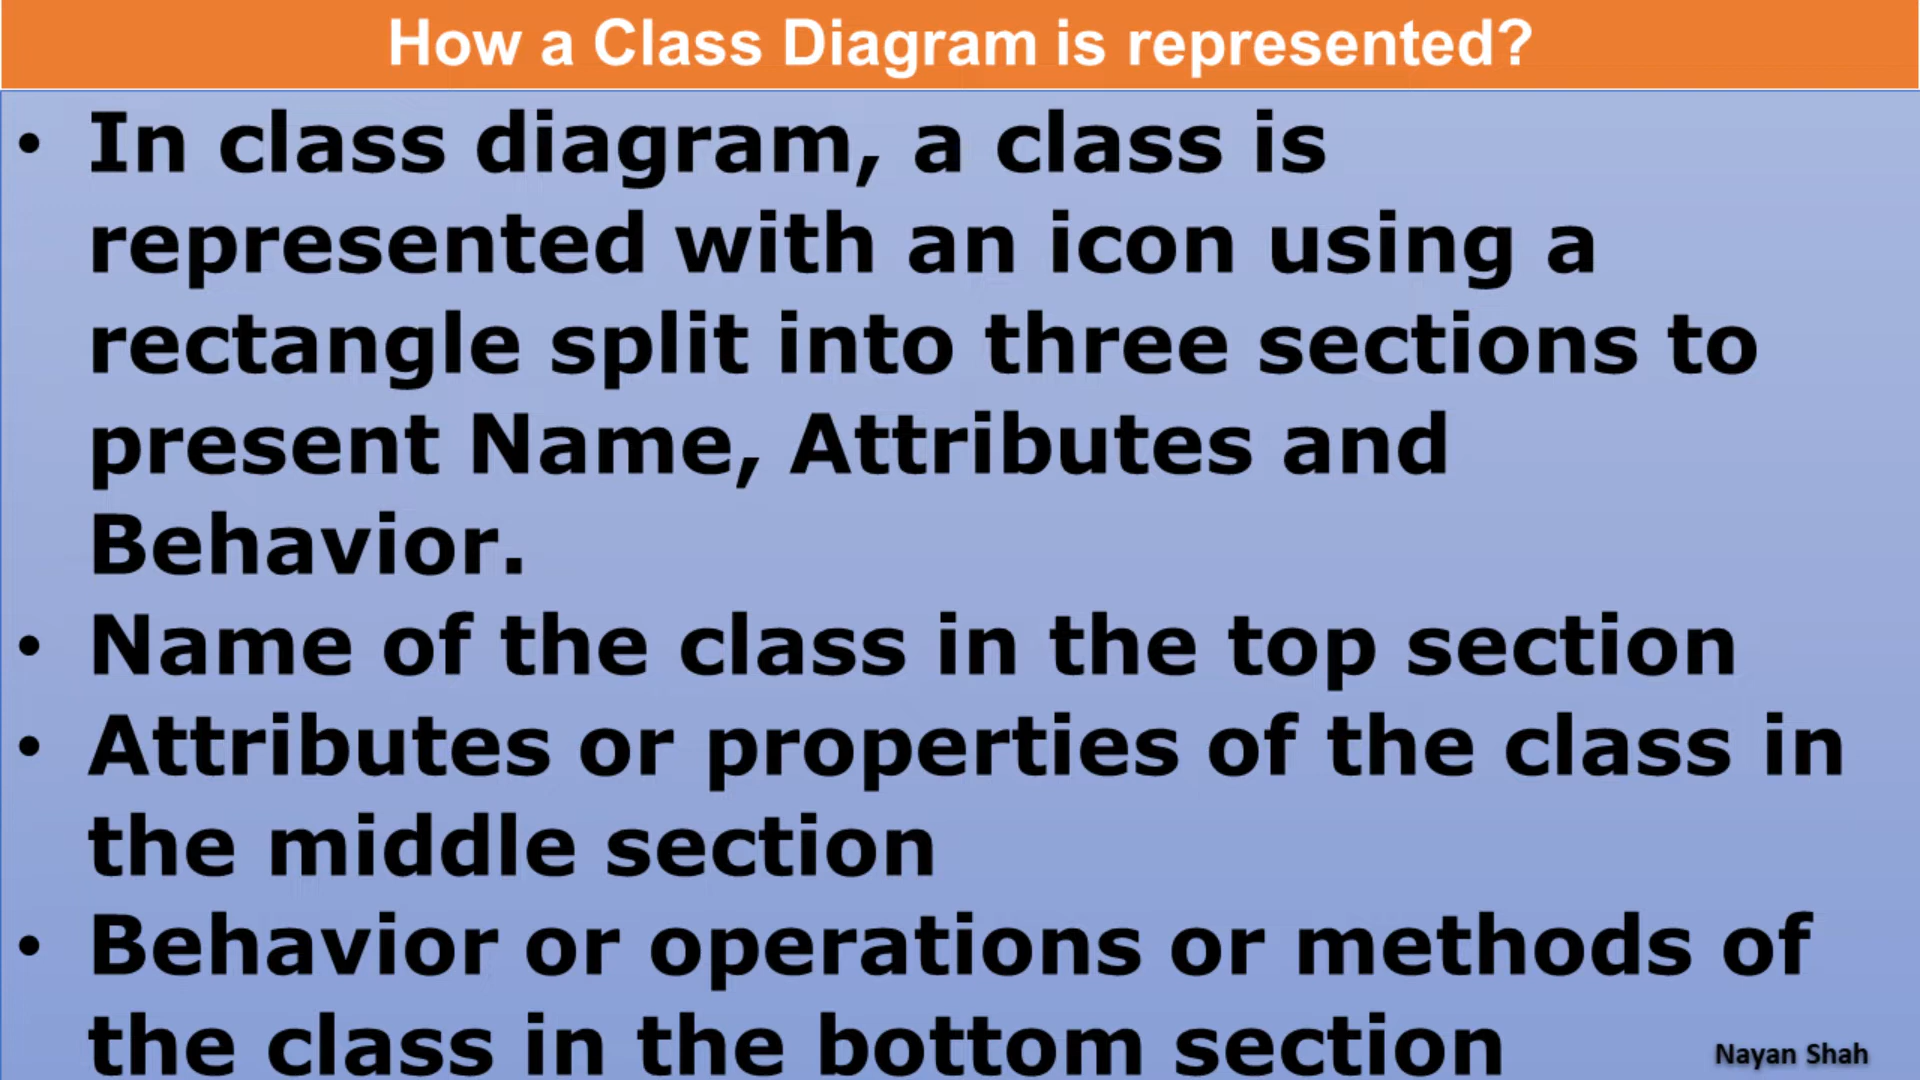 How a Class Diagram is represented?
• In class diagram, a class is
represented with an icon using a
rectangle split into three sections to
present Name, Attributes and
Behavior.
• Name of the class in the top section
• Attributes or properties of the class in
the middle section
• Behavior or operations or methods of
the class in the bottom section
Nayan Shah